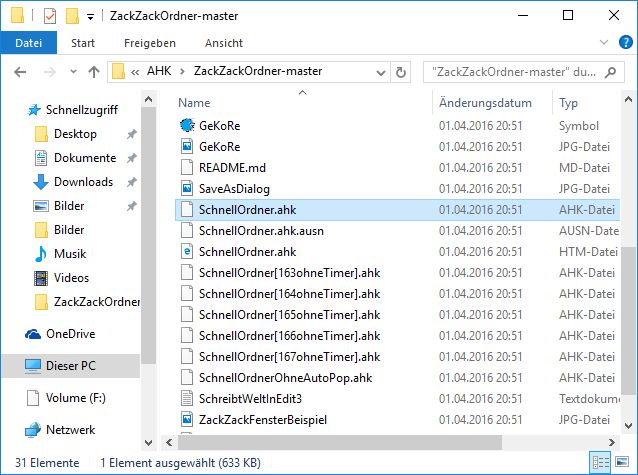 ZackZackOrdner-master
Datei Start Freigeben Ansicht
« AHK > ZackZackOrdner-master "ZackZackOrdner-master" du...
Name Änderungsdatum Typ
Schnellzugriff
Desktop
Dokumente
Downloads
Bilder
Bilder
Musik
Videos
ZackZackOrdner
OneDrive
Dieser PC
Volume (F:)
Netzwerk
GeKoRe 01.04.2016 20:51 Symbol
GeKoRe 01.04.2016 20:51 JPG-Datei
README.md 01.04.2016 20:51 MD-Datei
SaveAsDialog 01.04.2016 20:51 JPG-Datei
SchnellOrdner.ahk 01.04.2016 20:51 AHK-Datei
SchnellOrdner.ahk.ausn 01.04.2016 20:51 AUSN-Datei
SchnellOrdner.ahk 01.04.2016 20:51 HTM-Datei
SchnellOrdner[163ohneTimer].ahk 01.04.2016 20:51 AHK-Datei
SchnellOrdner[164ohneTimer].ahk 01.04.2016 20:51 AHK-Datei
SchnellOrdner[165ohneTimer].ahk 01.04.2016 20:51 AHK-Datei
SchnellOrdner[166ohneTimer].ahk 01.04.2016 20:51 AHK-Datei
SchnellOrdner[167ohneTimer].ahk 01.04.2016 20:51 AHK-Datei
SchnellOrdnerOhneAutoPop.ahk 01.04.2016 20:51 AHK-Datei
SchreibtWeltInEdit3 01.04.2016 20:51 Textdokume
ZackZackFensterBeispiel 01.04.2016 20:51 JPG-Datei
31 Elemente 1 Element ausgewählt (633 KB)